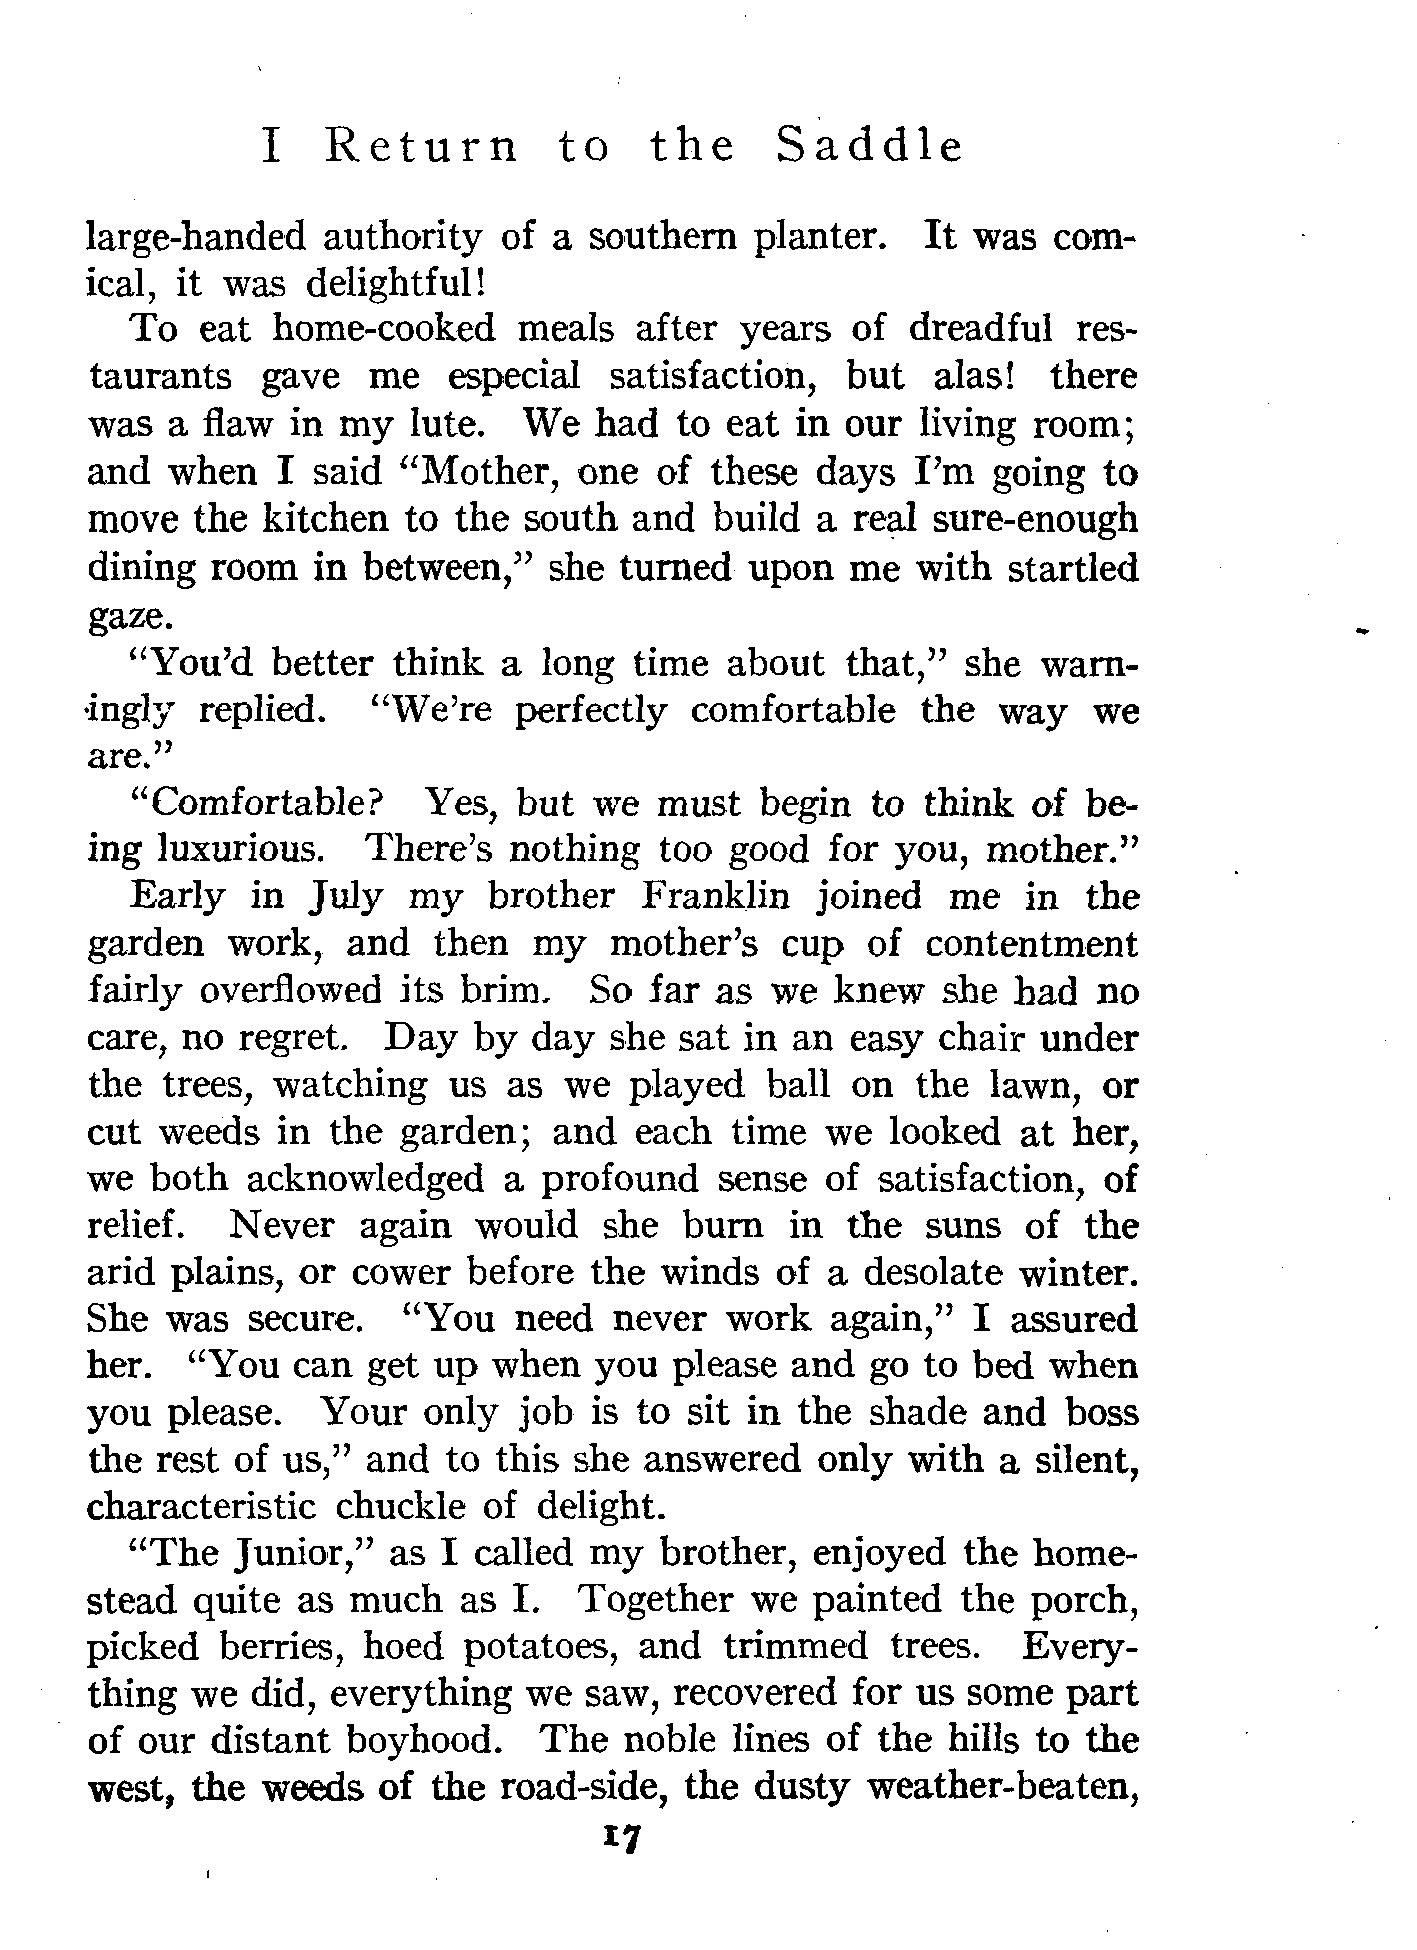 I Return to the Saddle
large-handed authority of a southern planter. It was com-
ical, it was delightful!
To eat home-cooked meals after years of dreadful res-
taurants gave me especial satisfaction, but alas! there
was a flaw in my lute. We had to eat in our living room;
and when I said "Mother, one of these days I'm going to
move the kitchen to the south and build a real sure-enough
dining room in between," she turned upon me with startled
gaze.
"You'd better think a long time about that," she warn-
ingly replied. "We're perfectly comfortable the way we
are."
"Comfortable? Yes, but we must begin to think of be-
ing luxurious. There's nothing too good for you, mother."
Early in July my brother Franklin joined me in the
garden work, and then my mother's cup of contentment
fairly overflowed its brim. So far as we knew she had no
care, no regret. Day by day she sat in an easy chair under
the trees, watching us as we played ball on the lawn, or
cut weeds in the garden; and each time we looked at her,
we both acknowledged a profound sense of satisfaction, of
relief. Never again would she burn in the suns of the
arid plains, or cower before the winds of a desolate winter.
She was secure. "You need never work again," I assured
her. "You can get up when you please and go to bed when
you please. Your only job is to sit in the shade and boss
the rest of us," and to this she answered only with a silent,
characteristic chuckle of delight.
"The Junior," as I called my brother, enjoyed the home-
stead quite as much as I. Together we painted the porch,
picked berries, hoed potatoes, and trimmed trees. Every-
thing we did, everything we saw, recovered for us some part
of our distant boyhood. The noble lines of the hills to the
west, the weeds of the road-side, the dusty weather-beaten,
17